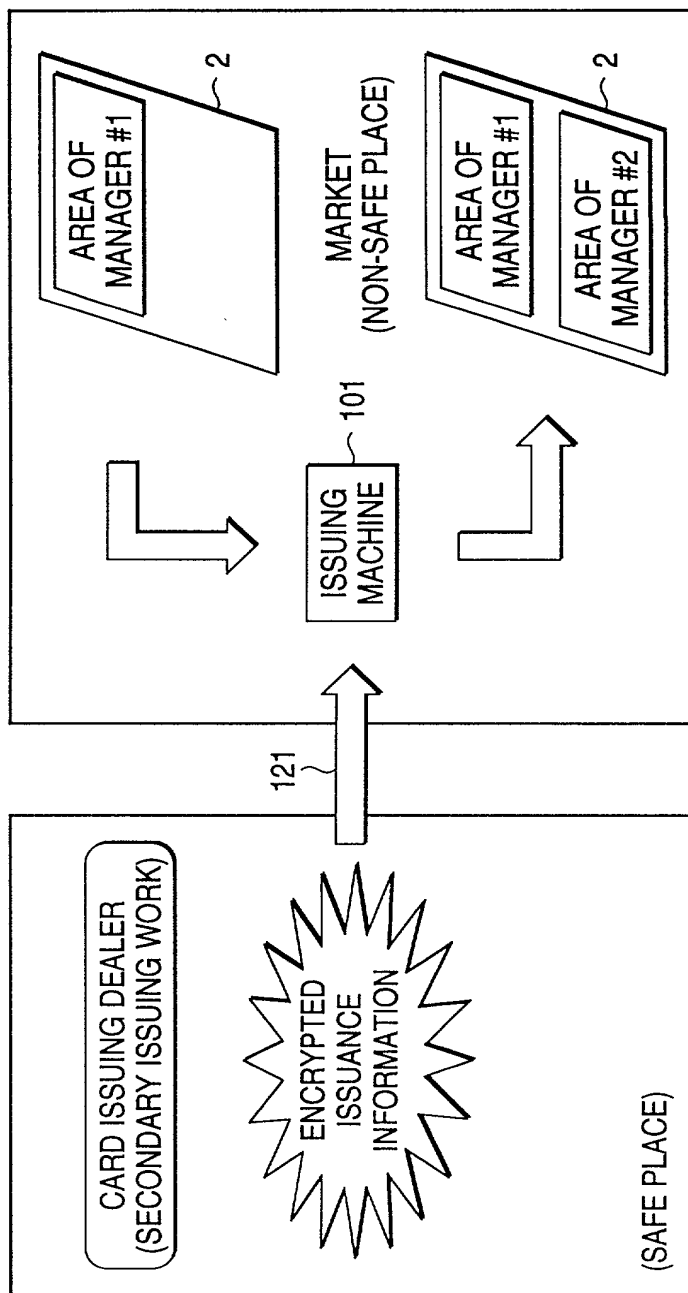 CARD ISSUING DEALER
(SECONDARY ISSUING WORK)
ENCRYPTED
ISSUANCE
INFORMATION
(SAFE PLACE)
121
ISSUING
MACHINE
101
AREA OF
MANAGER #1
2
MARKET
(NON-SAFE PLACE)
AREA OF
MANAGER #1
AREA OF
MANAGER #2
2